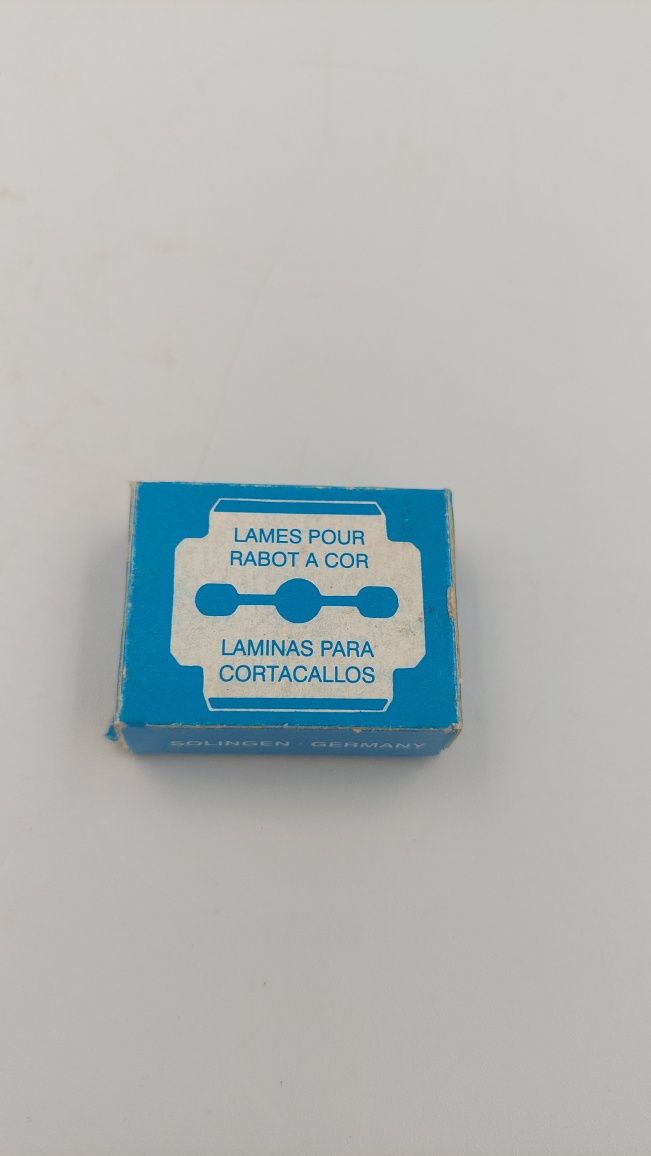 LAMES POUR
RABOT A COR
LAMINAS PARA
CORTACALLOS
SOLINGEN · GERMANY